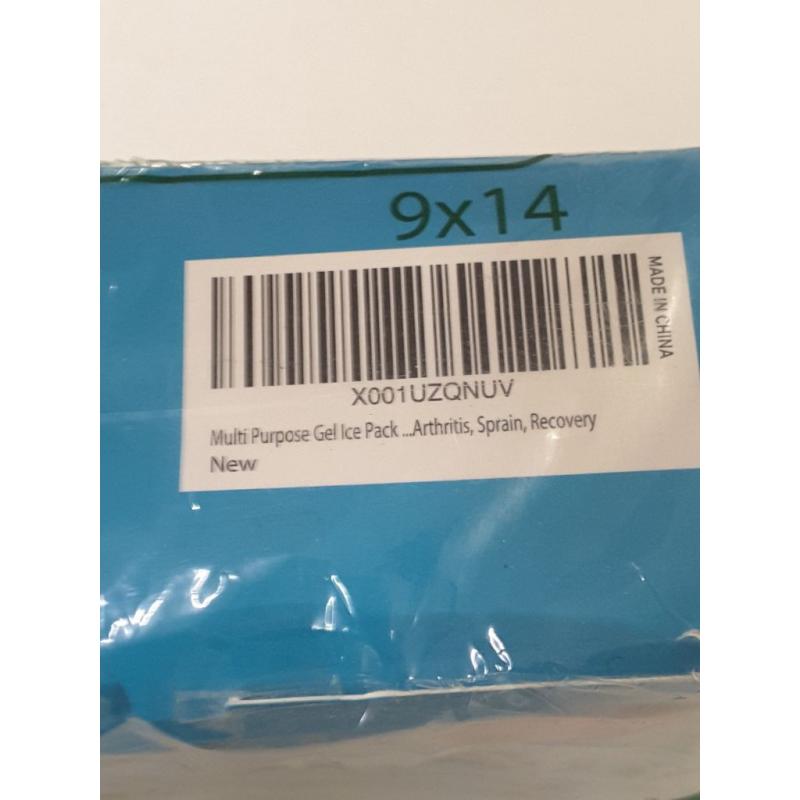 9x14
MADE IN CHINA
X001UZQNUV
Multi Purpose Gel Ice Pack ...Arthritis, Sprain, Recovery
New